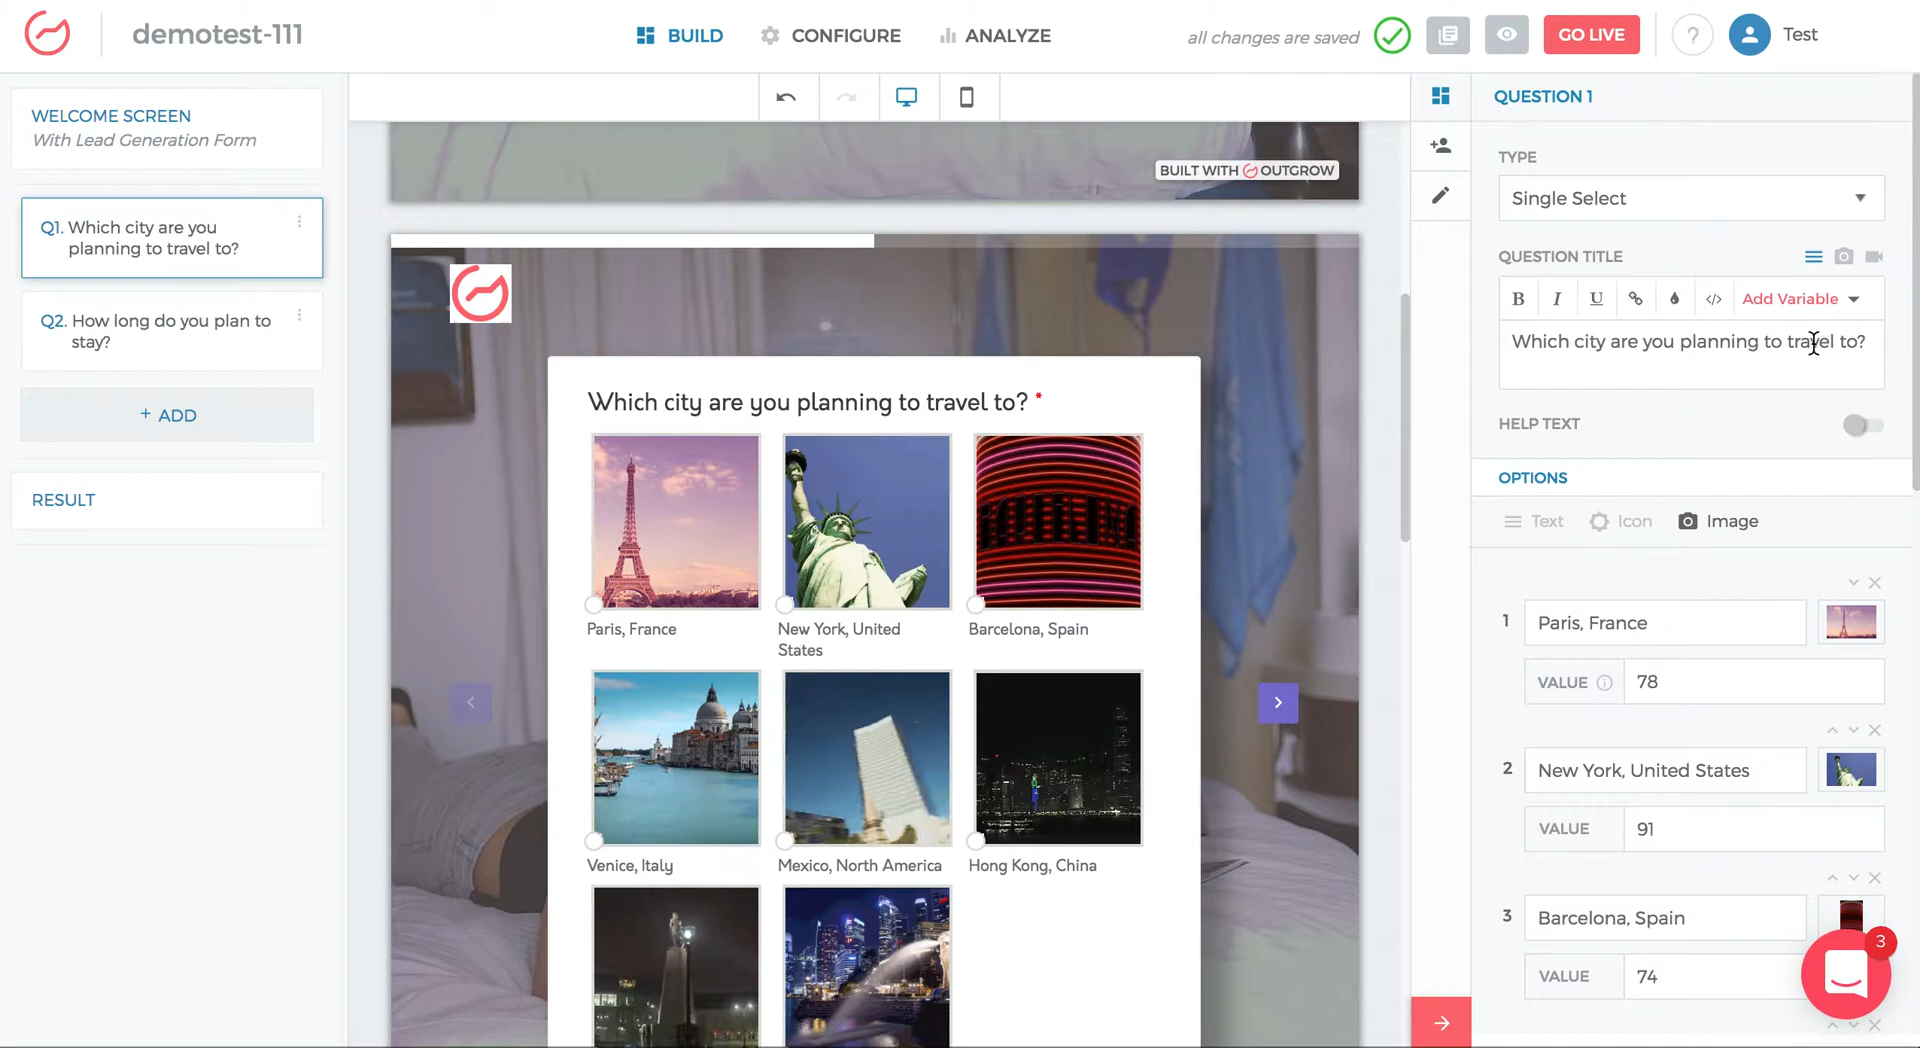 demotest-111
BUILD
CONFIGURE
ANALYZE
all changes are saved
GO LIVE
?
Test
WELCOME SCREEN
With Lead Generation Form
Q1. Which city are you
planning to travel to?
Q2. How long do you plan to
stay?
+ ADD
RESULT
BUILT WITH OUTGROW
Which city are you planning to travel to? *
Paris, France
New York, United
States
Barcelona, Spain
Venice, Italy
Mexico, North America
Hong Kong, China
QUESTION 1
TYPE
Single Select
QUESTION TITLE
B I U </> Add Variable
Which city are you planning to travel to?
HELP TEXT
OPTIONS
Text
Icon
Image
1
Paris, France
VALUE
78
2
New York, United States
VALUE
91
3
Barcelona, Spain
VALUE
74
3